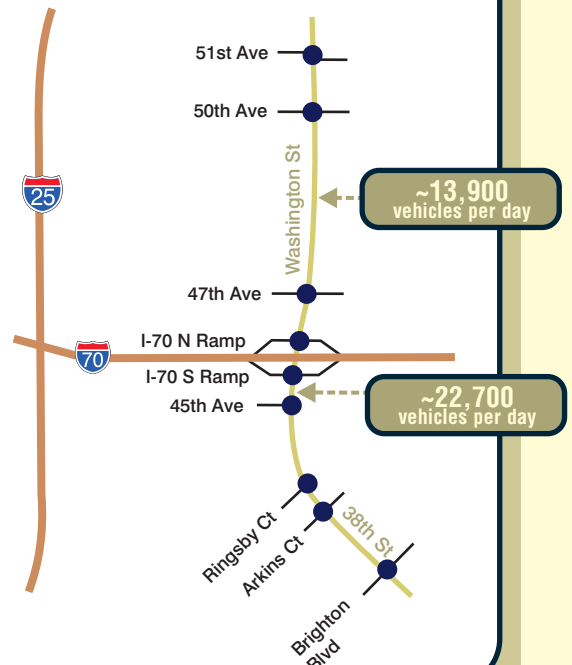 51st Ave
50th Ave
Washington St
25
~13,900
vehicles per day
47th Ave
I-70 N Ramp
70
I-70 S Ramp
~22,700
vehicles per day
45th Ave
Ringsby Ct
Arkins Ct
38th St
Brighton
Blvd